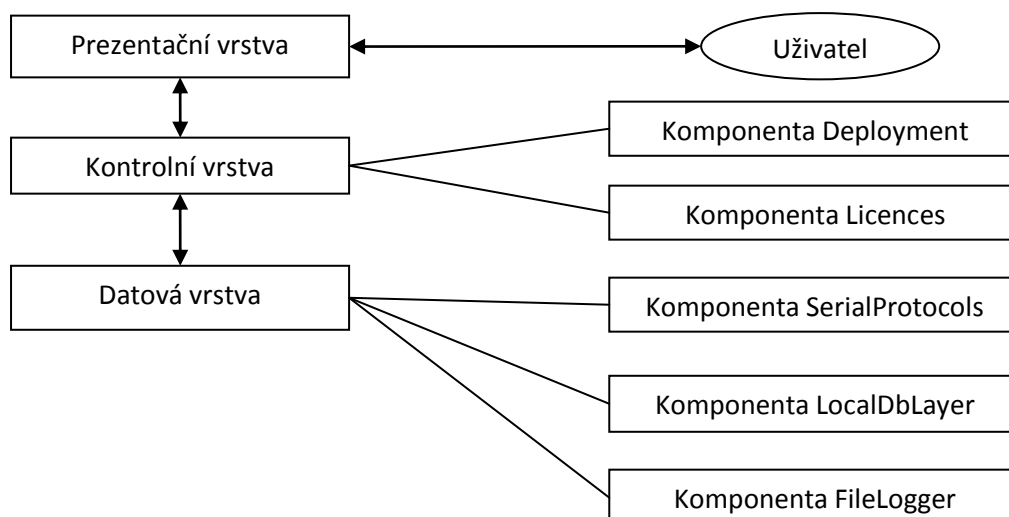 Prezentační vrstva
Uživatel
Komponenta Deployment
Kontrolní vrstva
Komponenta Licences
Datová vrstva
Komponenta SerialProtocols
Komponenta LocalDbLayer
Komponenta FileLogger